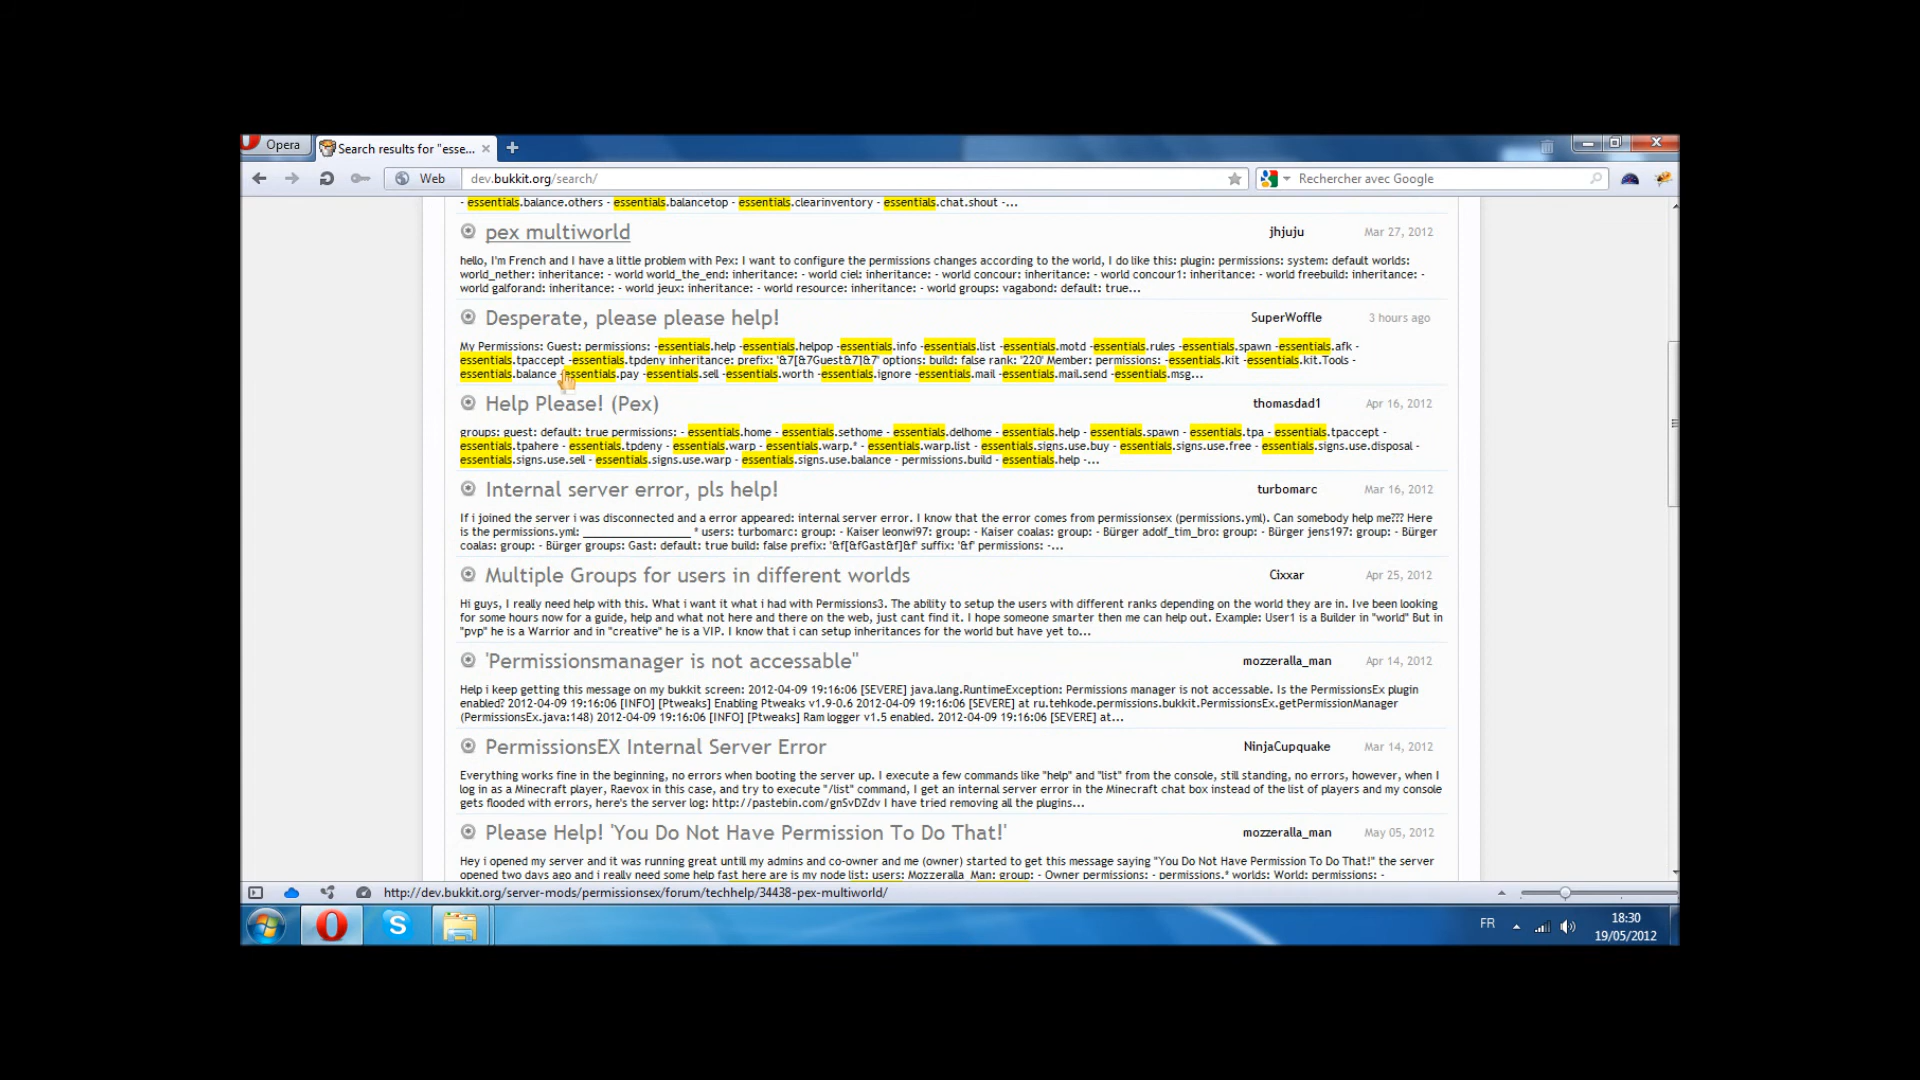 Opera
Search results for "esse...
Web
dev.bukkit.org/search/
Rechercher avec Google
- essentials.balance.others - essentials.balancetop - essentials.clearinventory - essentials.chat.shout -...
pex multiworld jhjuju Mar 27, 2012
hello, I'm French and I have a little problem with Pex: I want to configure the permissions changes according to the world, I do like this: plugin: permissions: system: default worlds:
world_nether: inheritance: - world world_the_end: inheritance: - world ciel: inheritance: - world concour: inheritance: - world concour1: inheritance: - world freebuild: inheritance: -
world galforand: inheritance: - world jeux: inheritance: - world resource: inheritance: - world groups: vagabond: default: true...
Desperate, please please help! SuperWoffle 3 hours ago
My Permissions: Guest: permissions: -essentials.help -essentials.helpop -essentials.info -essentials.list -essentials.motd -essentials.rules -essentials.spawn -essentials.afk -
essentials.tpaccept -essentials.tpdeny inheritance: prefix: '&7[&7Guest&7]&7' options: build: false rank: '220' Member: permissions: -essentials.kit -essentials.kit.Tools -
essentials.balance -essentials.pay -essentials.sell -essentials.worth -essentials.ignore -essentials.mail -essentials.mail.send -essentials.msg...
Help Please! (Pex) thomasdad1 Apr 16, 2012
groups: guest: default: true permissions: - essentials.home - essentials.sethome - essentials.delhome - essentials.help - essentials.spawn - essentials.tpa - essentials.tpaccept -
essentials.tpahere - essentials.tpdeny - essentials.warp - essentials.warp.* - essentials.warp.list - essentials.signs.use.buy - essentials.signs.use.free - essentials.signs.use.disposal -
essentials.signs.use.sell - essentials.signs.use.warp - essentials.signs.use.balance - permissions.build - essentials.help -...
Internal server error, pls help! turbomarc Mar 16, 2012
If i joined the server i was disconnected and a error appeared: internal server error. I know that the error comes from permissionsex (permissions.yml). Can somebody help me??? Here
is the permissions.yml: __________________ * users: turbomarc: group: - Kaiser leonwi97: group: - Kaiser coalas: group: - Bürger adolf_tim_bro: group: - Bürger jens197: group: - Bürger
coalas: group: - Bürger groups: Gast: default: true build: false prefix: '&f[&fGast&f]&f' suffix: '&f' permissions: -...
Multiple Groups for users in different worlds Cixxar Apr 25, 2012
Hi guys, I really need help with this. What i want it what i had with Permissions3. The ability to setup the users with different ranks depending on the world they are in. Ive been looking
for some hours now for a guide, help and what not here and there on the web, just cant find it. I hope someone smarter then me can help out. Example: User1 is a Builder in "world" But in
"pvp" he is a Warrior and in "creative" he is a VIP. I know that i can setup inheritances for the world but have yet to...
'Permissionsmanager is not accessable" mozzeralla_man Apr 14, 2012
Help i keep getting this message on my bukkit screen: 2012-04-09 19:16:06 [SEVERE] java.lang.RuntimeException: Permissions manager is not accessable. Is the PermissionsEx plugin
enabled? 2012-04-09 19:16:06 [INFO] [Ptweaks] Enabling Ptweaks v1.9-0.6 2012-04-09 19:16:06 [SEVERE] at ru.tehkode.permissions.bukkit.PermissionsEx.getPermissionManager
(PermissionsEx.java:148) 2012-04-09 19:16:06 [INFO] [Ptweaks] Ram logger v1.5 enabled. 2012-04-09 19:16:06 [SEVERE] at...
PermissionsEX Internal Server Error NinjaCupquake Mar 14, 2012
Everything works fine in the beginning, no errors when booting the server up. I execute a few commands like "help" and "list" from the console, still standing, no errors, however, when I
log in as a Minecraft player, Raevox in this case, and try to execute "/list" command, I get an internal server error in the Minecraft chat box instead of the list of players and my console
gets flooded with errors, here's the server log: http://pastebin.com/gnSvDZdv I have tried removing all the plugins...
Please Help! 'You Do Not Have Permission To Do That!' mozzeralla_man May 05, 2012
Hey i opened my server and it was running great untill my admins and co-owner and me (owner) started to get this message saying "You Do Not Have Permission To Do That!" the server
opened two days ago and i really need some help fast here are is my node list: users: Mozzeralla_Man: group: - Owner permissions: - permissions.* worlds: World: permissions: -
http://dev.bukkit.org/server-mods/permissionsex/forum/techhelp/34438-pex-multiworld/
FR
18:30
19/05/2012